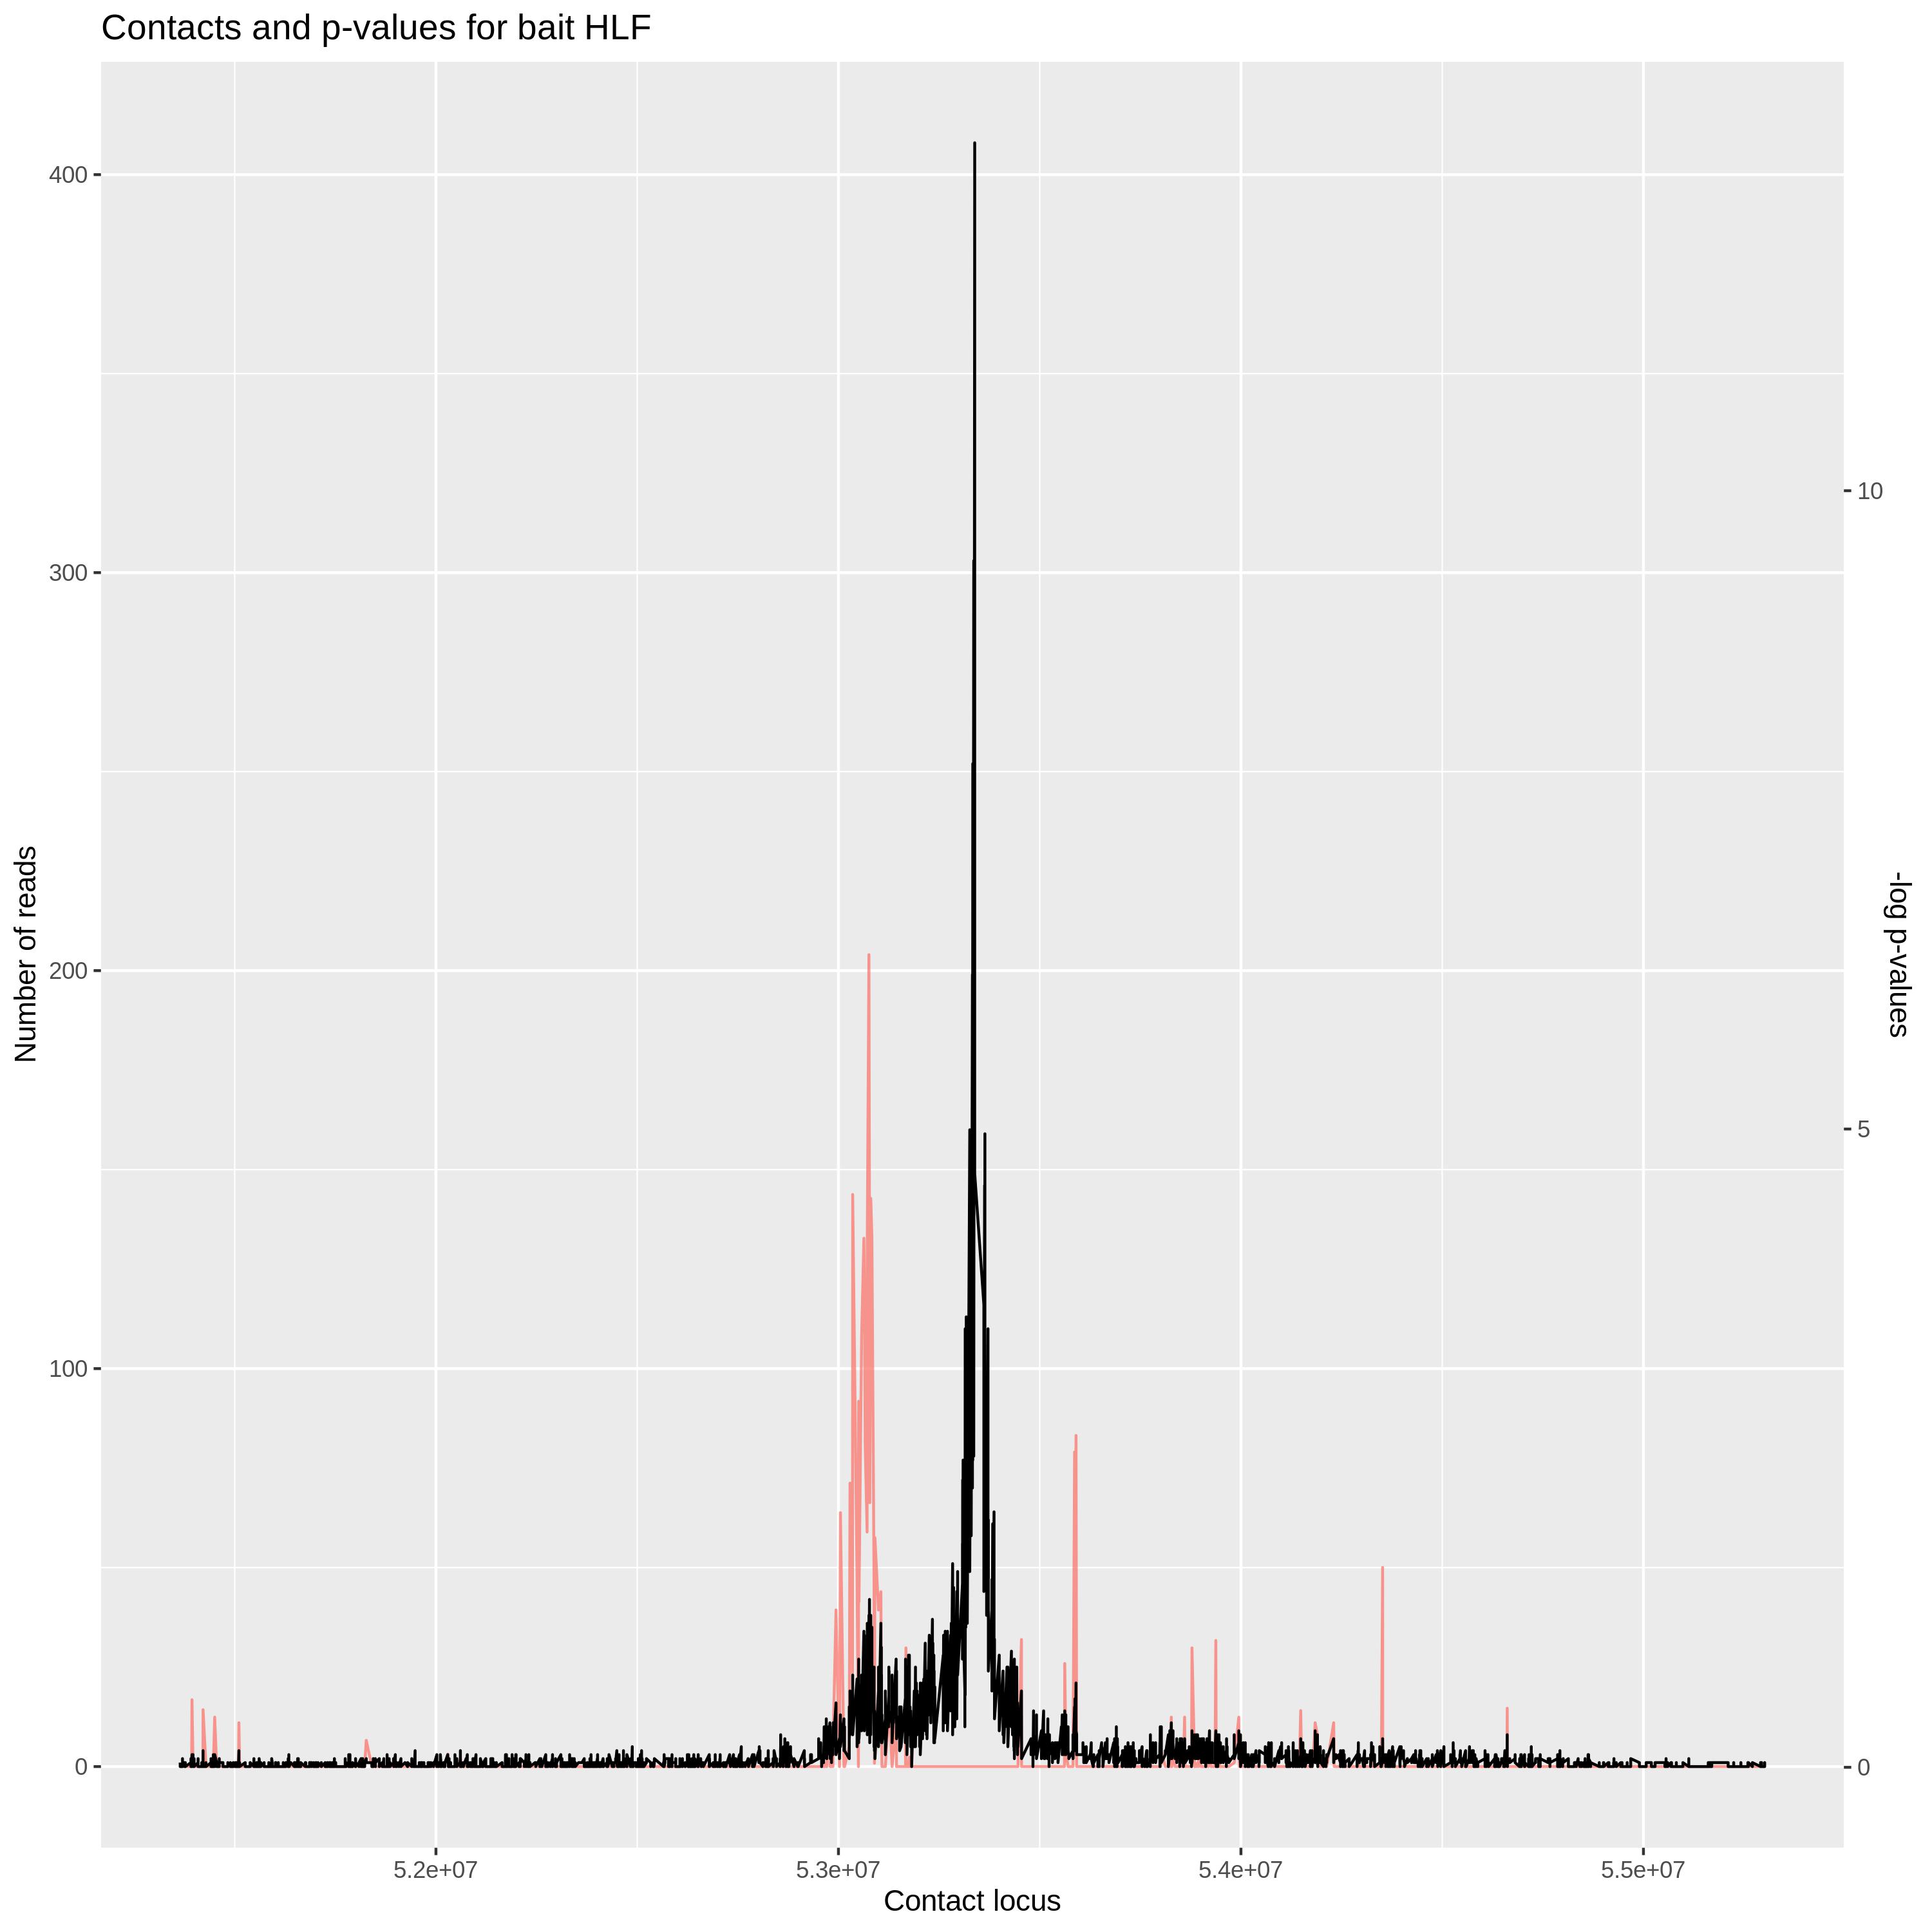 Contacts and p-values for bait HLF
400
300
200
100
0
Number of reads
10
5
0
-log p-values
5.2e+07
5.3e+07
5.4e+07
5.5e+07
Contact locus